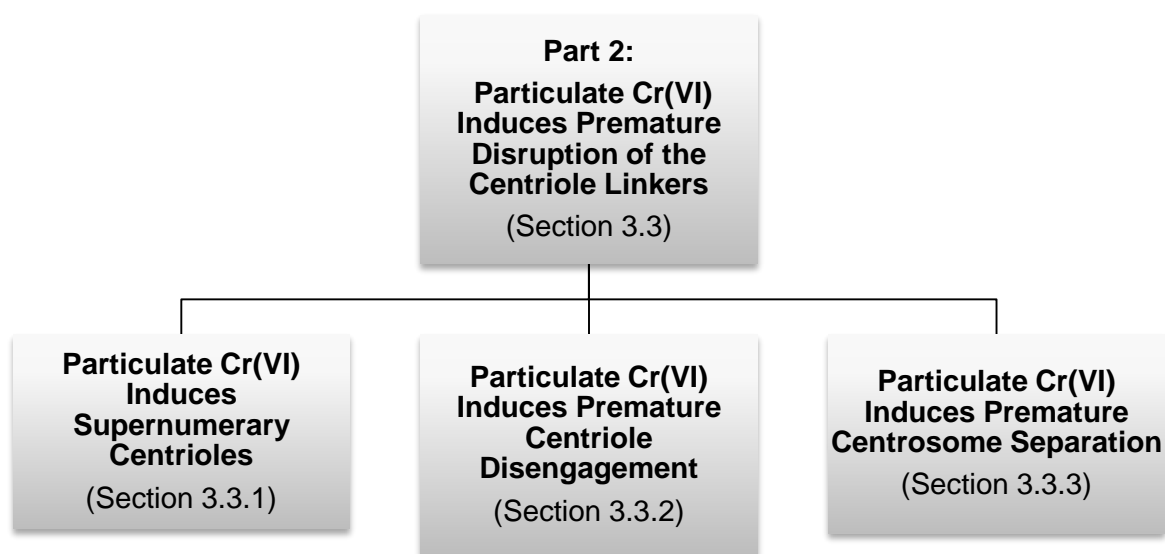 Part 2:
Particulate Cr(VI)
Induces Premature
Disruption of the
Centriole Linkers
(Section 3.3)
Particulate Cr(VI)
Induces
Supernumerary
Centrioles
(Section 3.3.1)
Particulate Cr(VI)
Induces Premature
Centriole
Disengagement
(Section 3.3.2)
Particulate Cr(VI)
Induces Premature
Centrosome Separation
(Section 3.3.3)